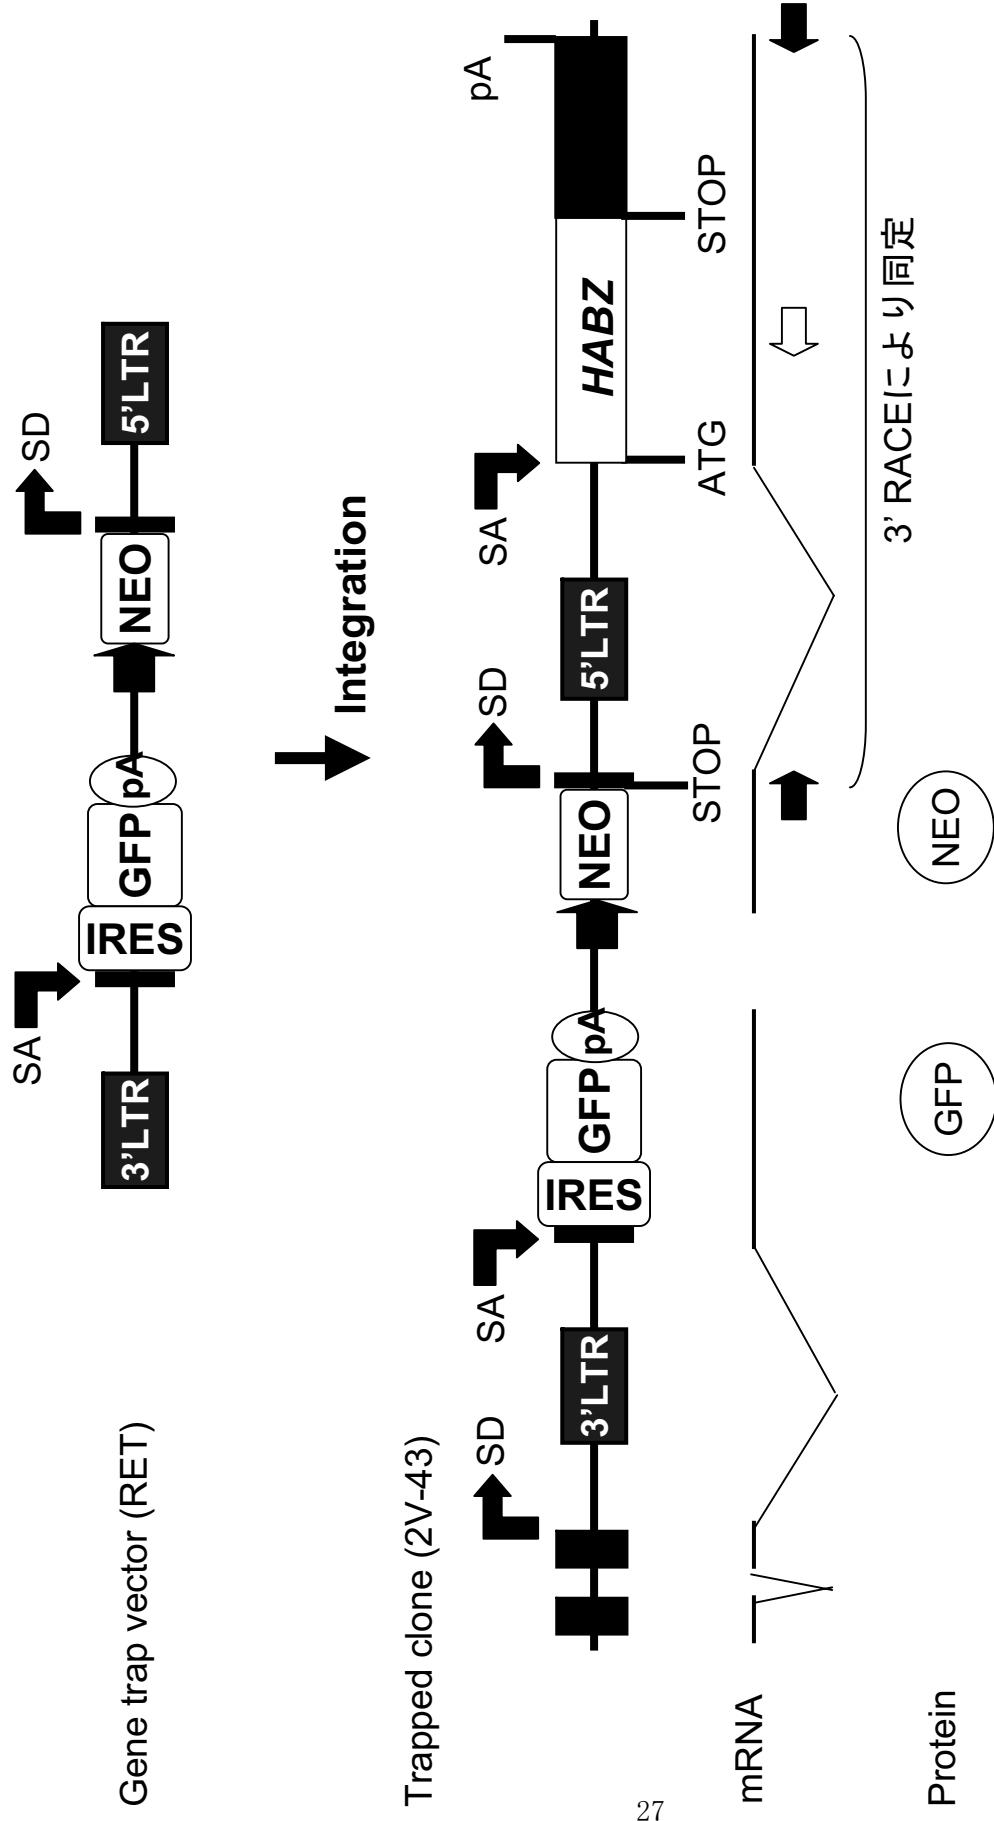 Gene trap vector (RET)
SA
SD
3'LTR
IRES
GFP
pA
NEO
5'LTR
Integration
Trapped clone (2V-43)
SD
SA
SD
SA
pA
3'LTR
IRES
GFP
pA
NEO
5'LTR
HABZ
STOP
ATG
STOP
mRNA
3' RACEにより同定
Protein
GFP
NEO
27